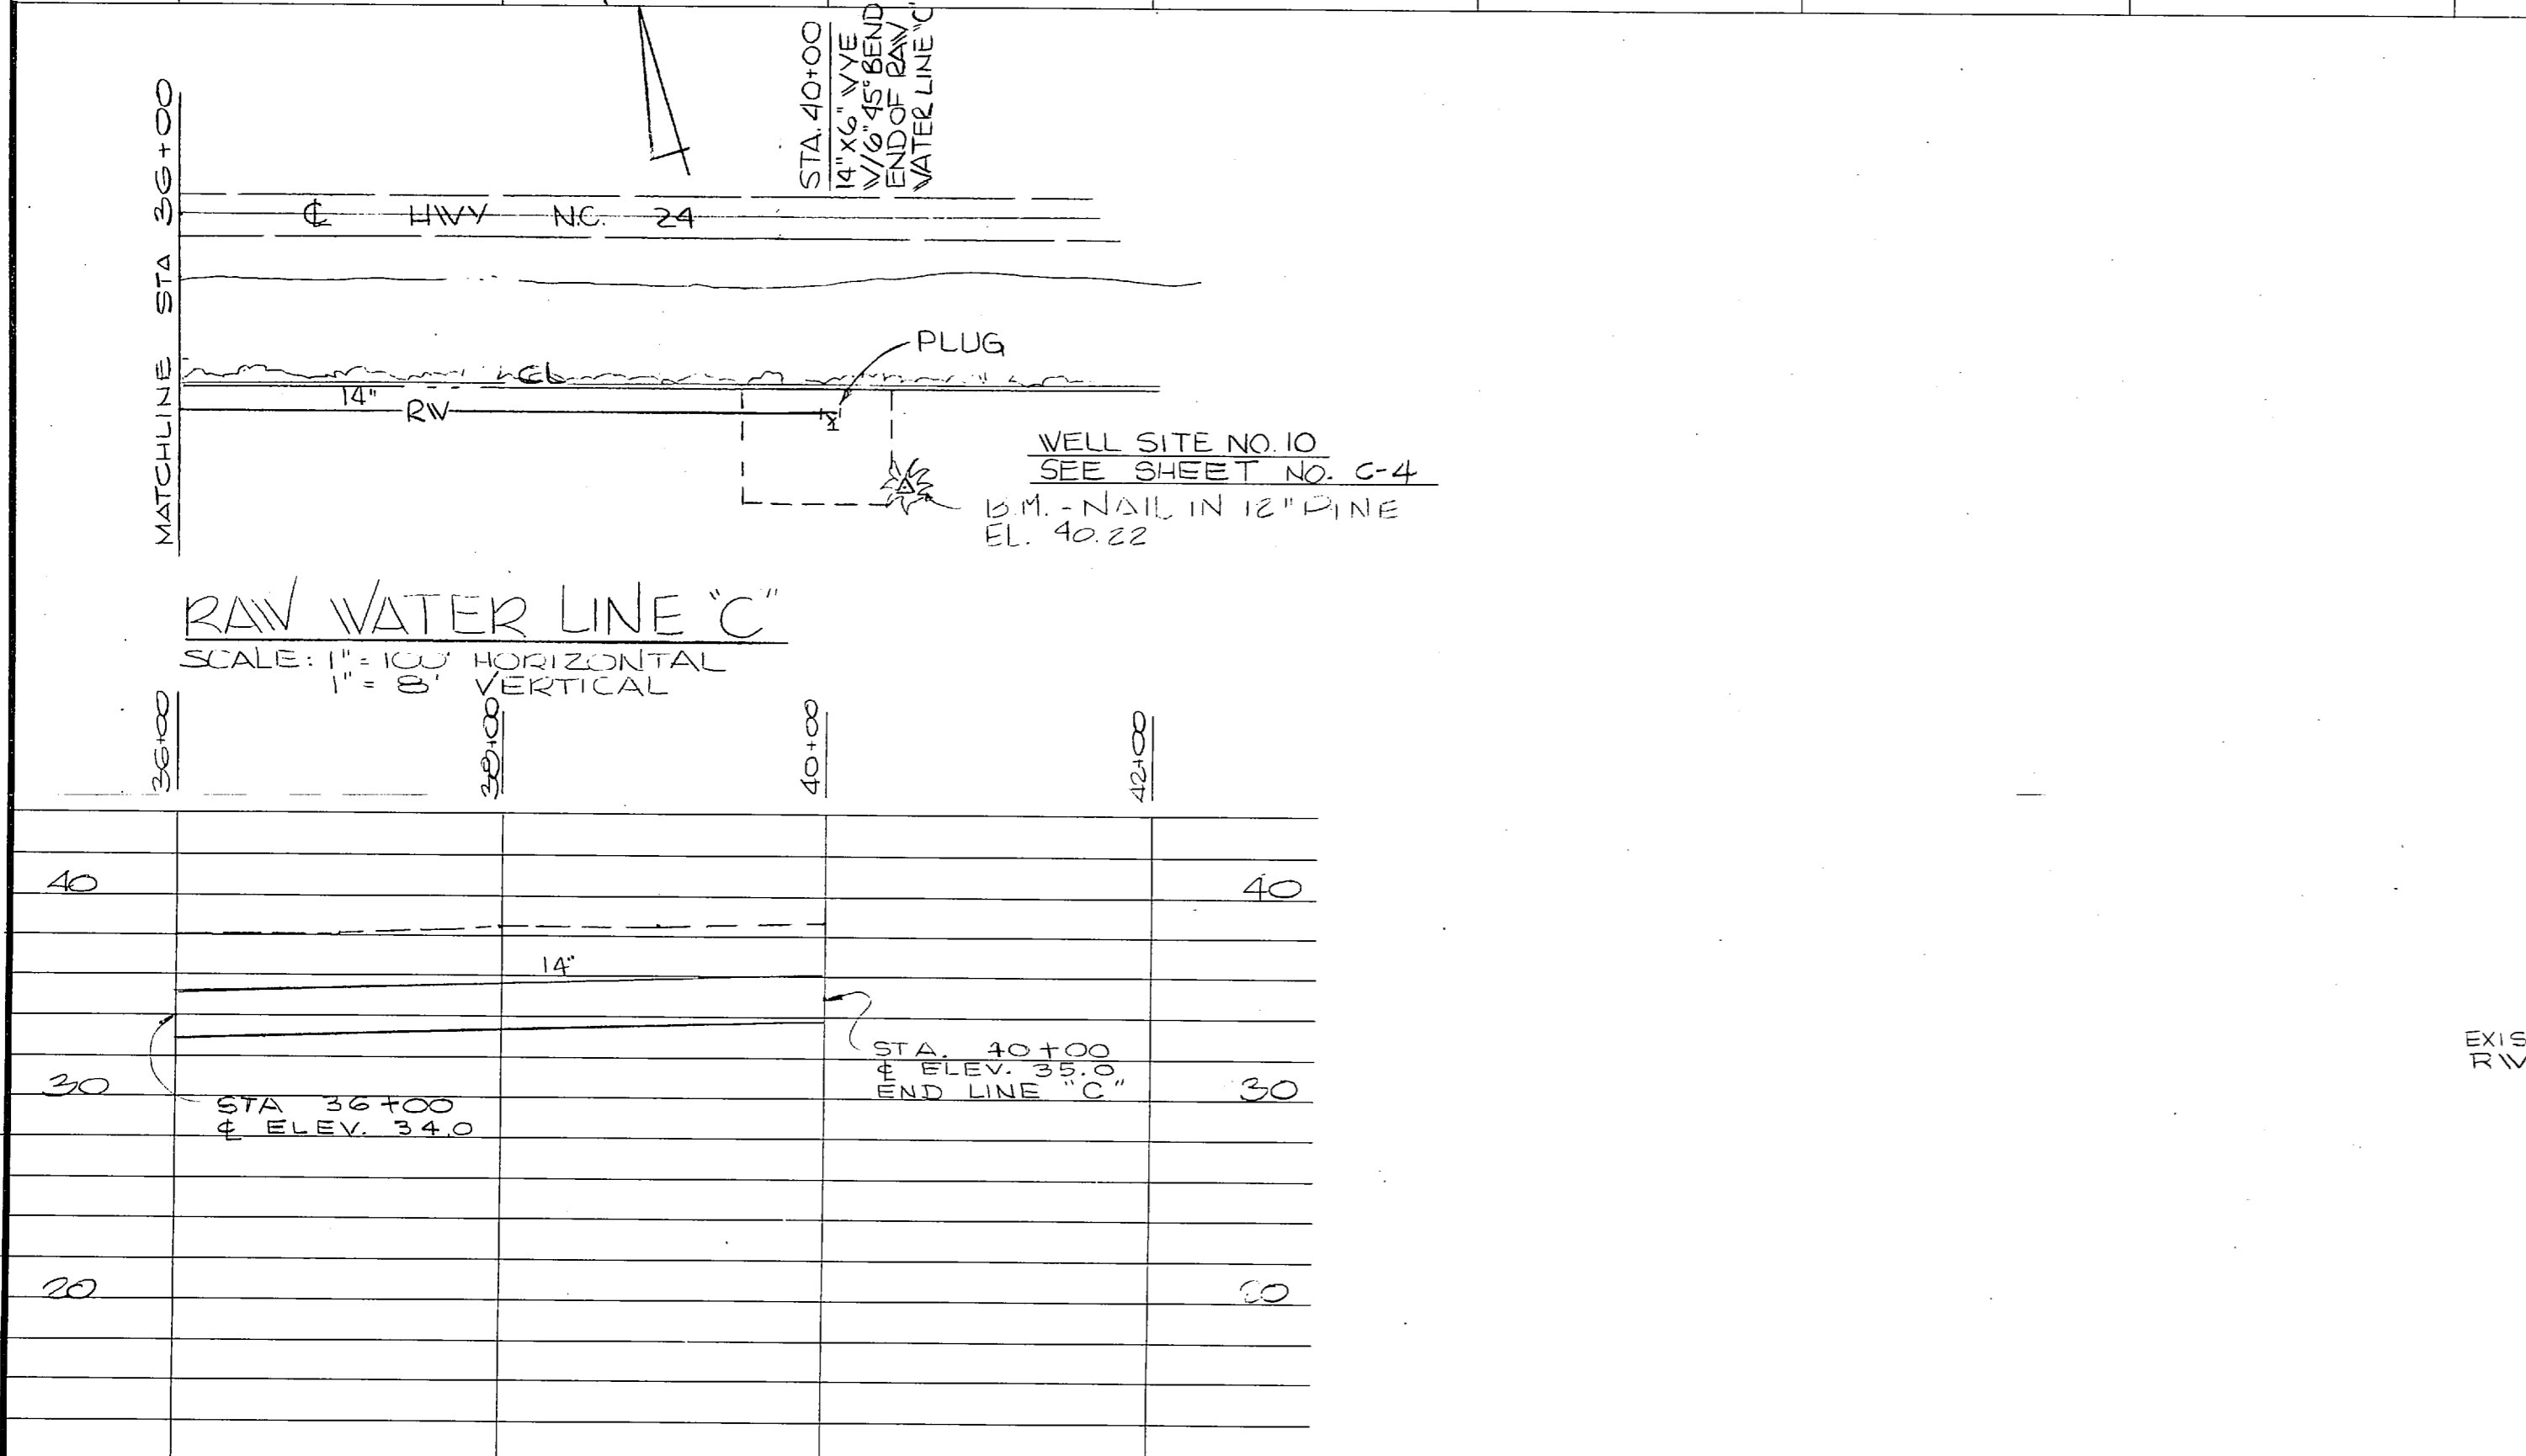 STA. 40+00
14"X6" WYE
W/6"45° BEND
END OF RAW
WATER LINE "C"
MATCHLINE STA 36+00
℄ HWY N.C. 24
PLUG
14"
RW
WELL SITE NO. 10
SEE SHEET NO. C-4
B.M. - NAIL IN 12" PINE
EL. 40.22
RAW WATER LINE "C"
SCALE: 1" = 100' HORIZONTAL
1" = 8' VERTICAL
36+00
38+00
40+00
42+00
40
40
14"
STA. 40+00
℄ ELEV. 35.0
END LINE "C"
30
30
STA 36+00
℄ ELEV. 34.0
20
20
EXIS
RW